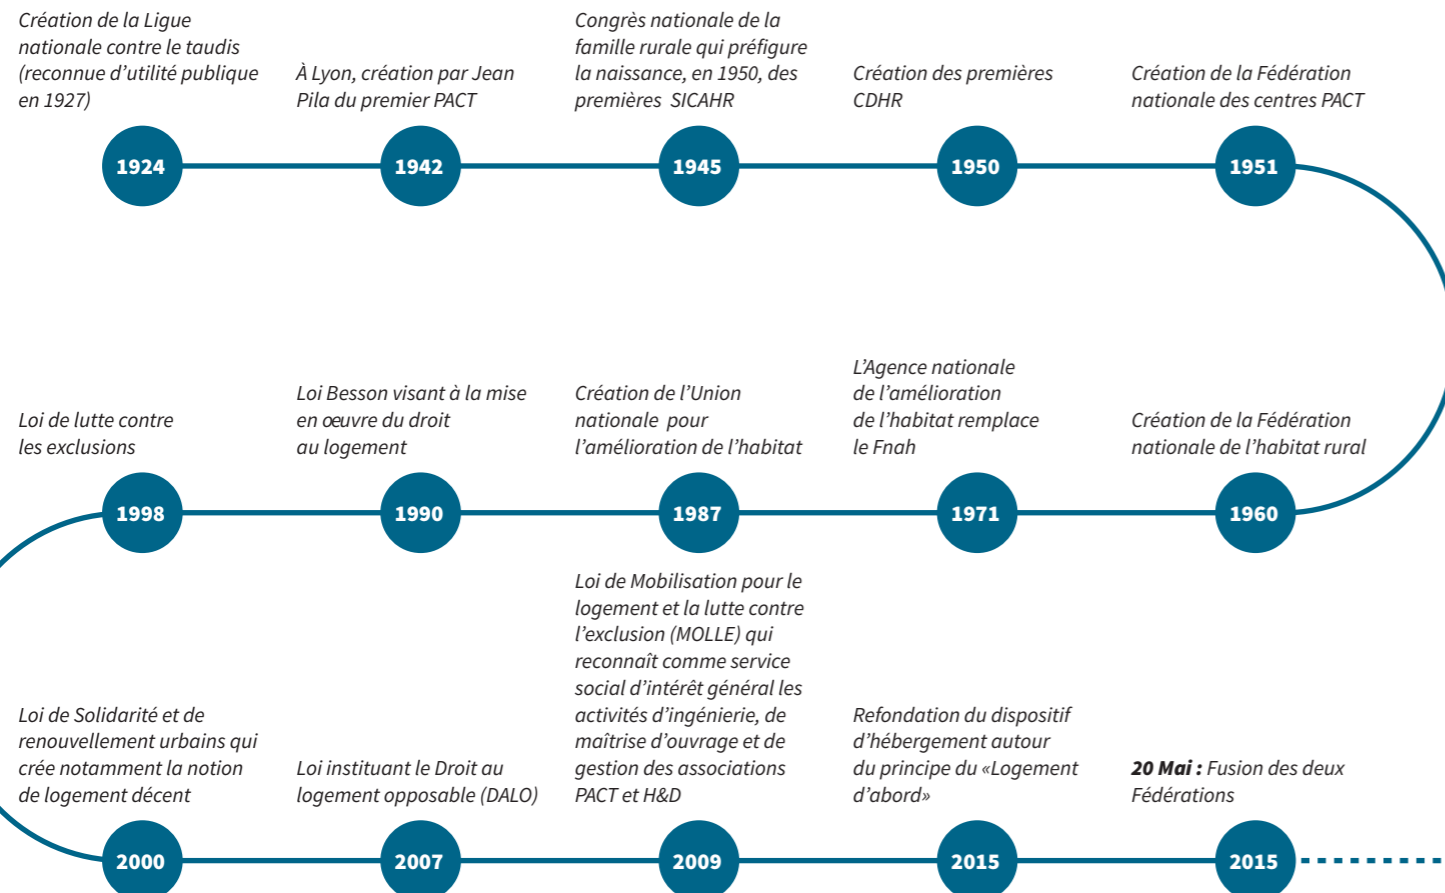 Création de la Ligue
nationale contre le taudis
(reconnue d’utilité publique
en 1927)
1924
À Lyon, création par Jean
Pila du premier PACT
1942
Congrès nationale de la
famille rurale qui préfigure
la naissance, en 1950, des
premières SICAHR
1945
Création des premières
CDHR
1950
Création de la Fédération
nationale des centres PACT
1951
Création de la Fédération
nationale de l’habitat rural
1960
L’Agence nationale
de l’amélioration
de l’habitat remplace
le Fnah
1971
Création de l’Union
nationale pour
l’amélioration de l’habitat
1987
Loi Besson visant à la mise
en œuvre du droit
au logement
1990
Loi de lutte contre
les exclusions
1998
Loi de Solidarité et de
renouvellement urbains qui
crée notamment la notion
de logement décent
2000
Loi instituant le Droit au
logement opposable (DALO)
2007
Loi de Mobilisation pour le
logement et la lutte contre
l’exclusion (MOLLE) qui
reconnaît comme service
social d’intérêt général les
activités d’ingénierie, de
maîtrise d’ouvrage et de
gestion des associations
PACT et H&D
2009
Refondation du dispositif
d’hébergement autour
du principe du «Logement
d’abord»
2015
20 Mai : Fusion des deux
Fédérations
2015